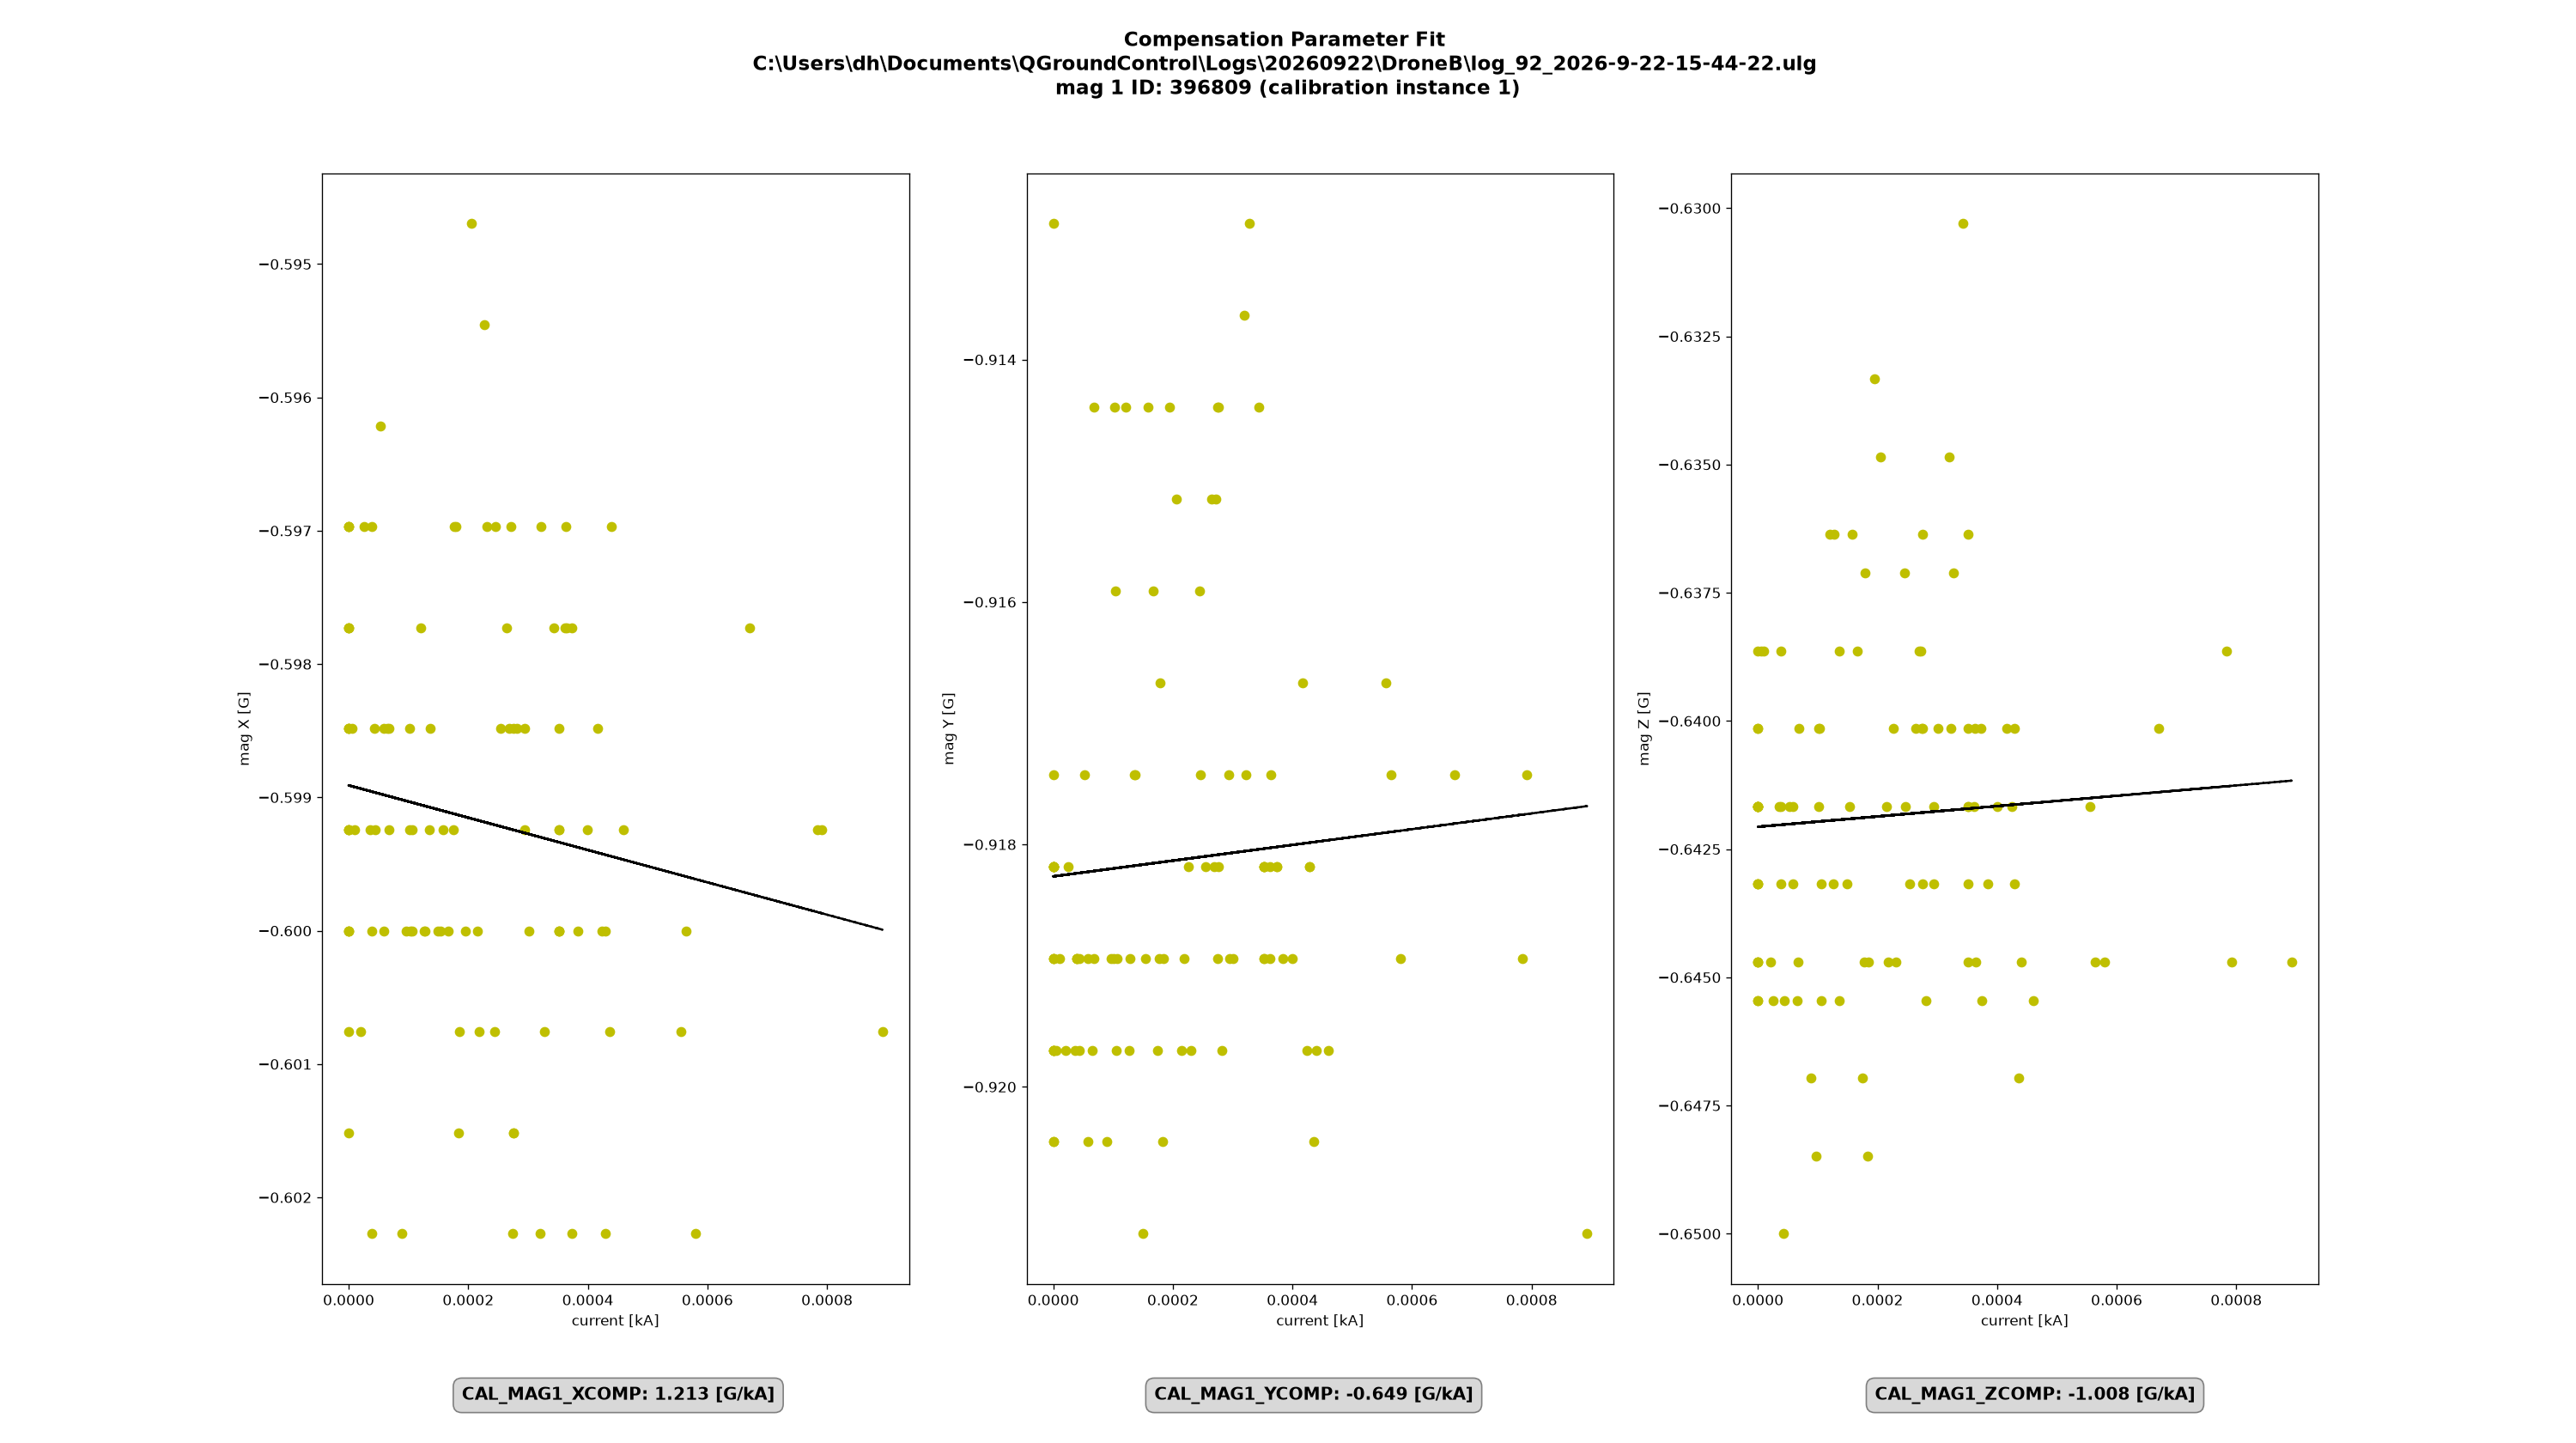 Compensation Parameter Fit
C:\Users\dh\Documents\QGroundControl\Logs\20260922\DroneB\log_92_2026-9-22-15-44-22.ulg
mag 1 ID: 396809 (calibration instance 1)
mag X [G]
−0.595
−0.596
−0.597
−0.598
−0.599
−0.600
−0.601
−0.602
0.0000 0.0002 0.0004 0.0006 0.0008
current [kA]
CAL_MAG1_XCOMP: 1.213 [G/kA]
mag Y [G]
−0.914
−0.916
−0.918
−0.920
0.0000 0.0002 0.0004 0.0006 0.0008
current [kA]
CAL_MAG1_YCOMP: -0.649 [G/kA]
mag Z [G]
−0.6300
−0.6325
−0.6350
−0.6375
−0.6400
−0.6425
−0.6450
−0.6475
−0.6500
0.0000 0.0002 0.0004 0.0006 0.0008
current [kA]
CAL_MAG1_ZCOMP: -1.008 [G/kA]